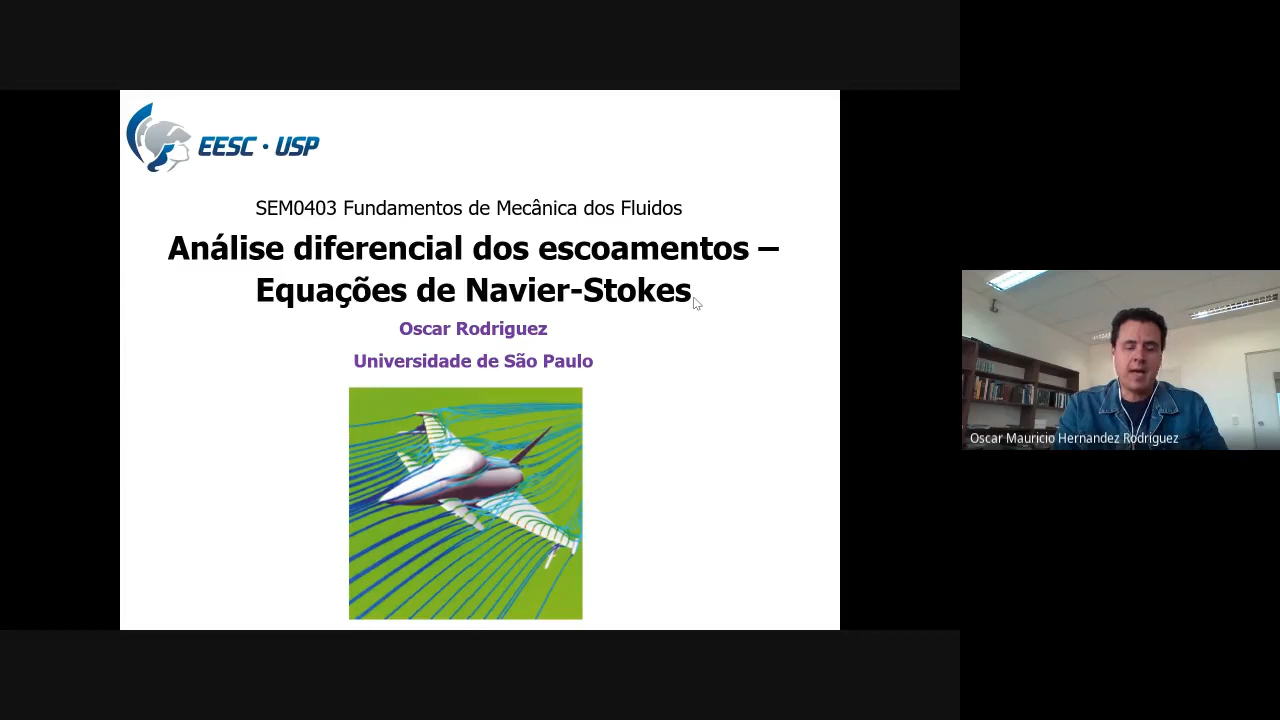 EESC • USP
SEM0403 Fundamentos de Mecânica dos Fluidos
Análise diferencial dos escoamentos –
Equações de Navier-Stokes
Oscar Rodriguez
Universidade de São Paulo
Oscar Mauricio Hernandez Rodriguez